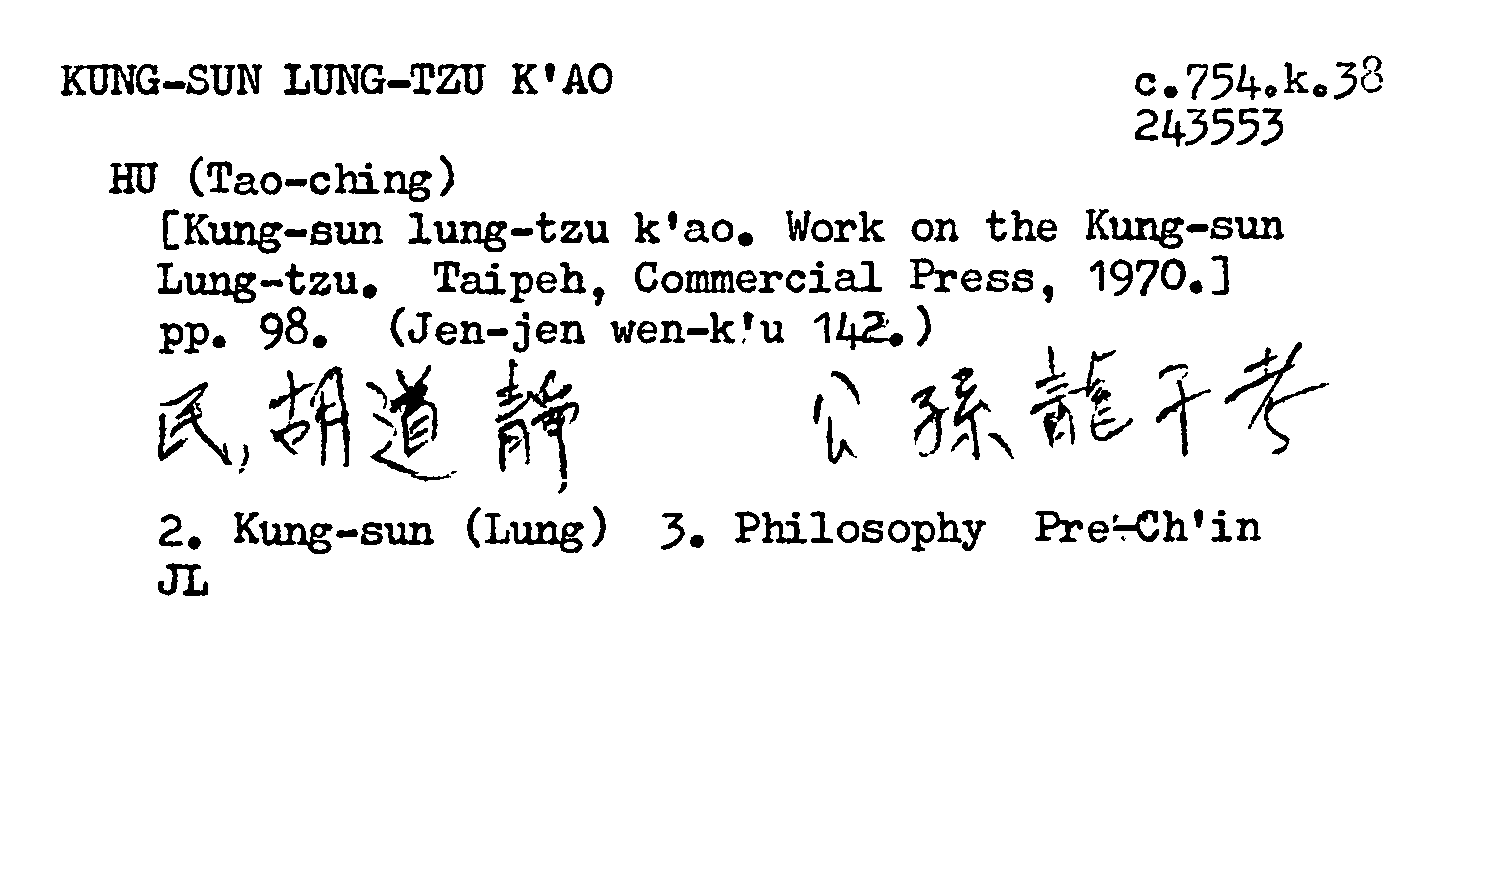 KUNG-SUN LUNG-TZU K'AO c.754.k.38
243553
HU (Tao-ching)
[Kung-sun lung-tzu k'ao. Work on the Kung-sun
Lung-tzu. Taipeh, Commercial Press, 1970.]
pp. 98. (Jen-jen wen-k'u 142.)
民, 胡道靜, 公孫龍子考
2. Kung-sun (Lung) 3. Philosophy Pre-Ch'in
JL